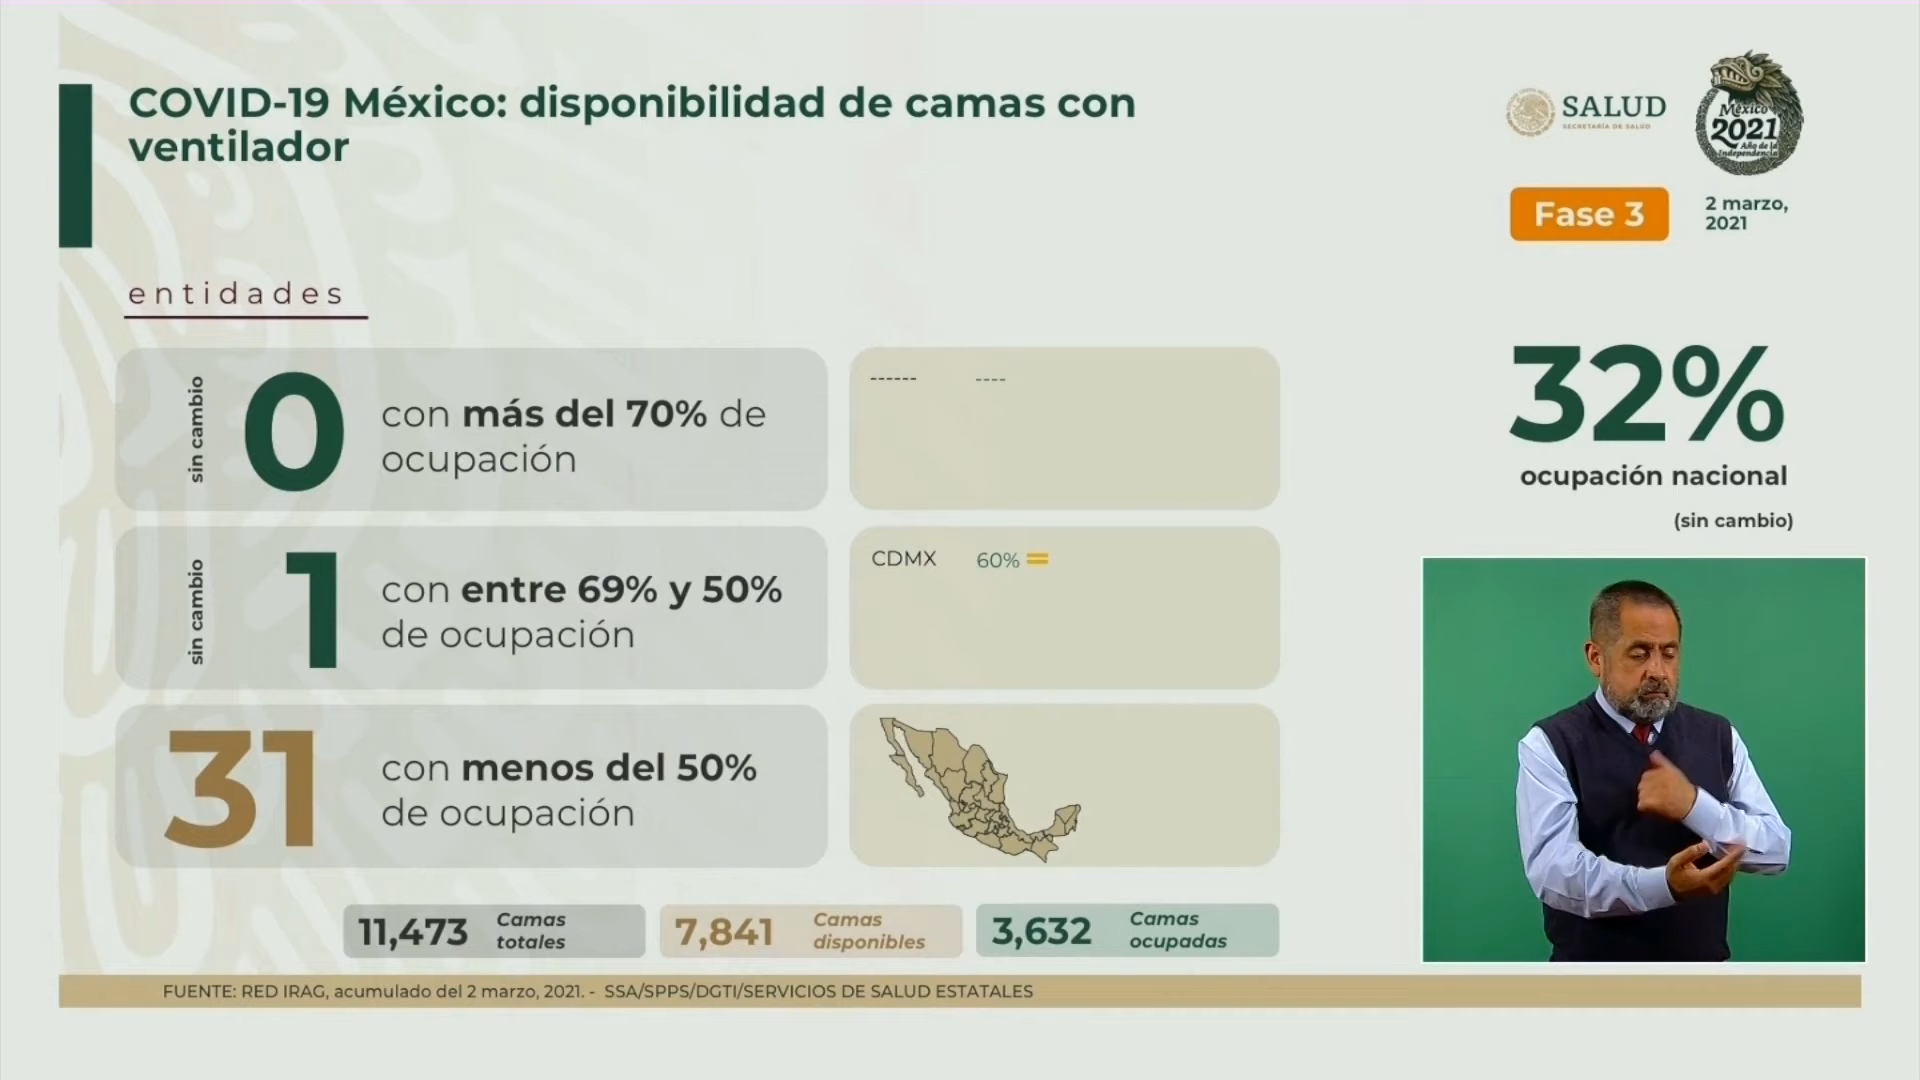 COVID-19 México: disponibilidad de camas con
ventilador
SALUD
SECRETARÍA DE SALUD
México
2021
Año de la
Independencia
Fase 3
2 marzo,
2021
entidades
sin cambio
0
con más del 70% de
ocupación
------ ----
sin cambio
1
con entre 69% y 50%
de ocupación
CDMX 60% =
31
con menos del 50%
de ocupación
32%
ocupación nacional
(sin cambio)
11,473 Camas
totales
7,841 Camas
disponibles
3,632 Camas
ocupadas
FUENTE: RED IRAG, acumulado del 2 marzo, 2021. - SSA/SPPS/DGTI/SERVICIOS DE SALUD ESTATALES